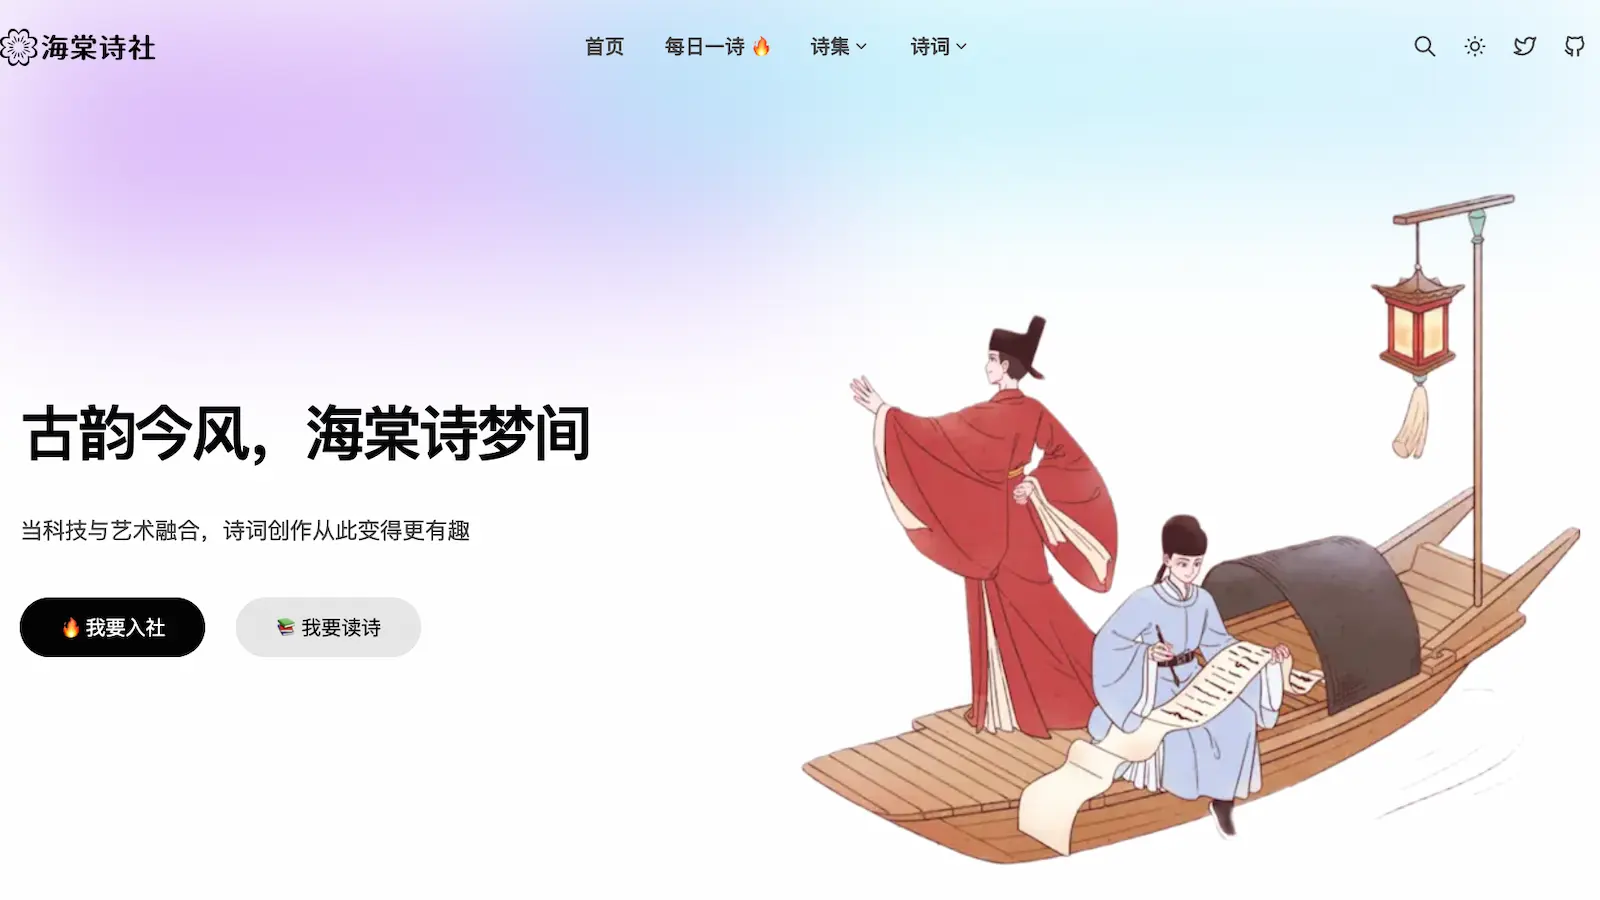 海棠诗社
首页 每日一诗🔥 诗集 诗词
古韵今风，海棠诗梦间
当科技与艺术融合，诗词创作从此变得更有趣
🔥我要入社 📚我要读诗